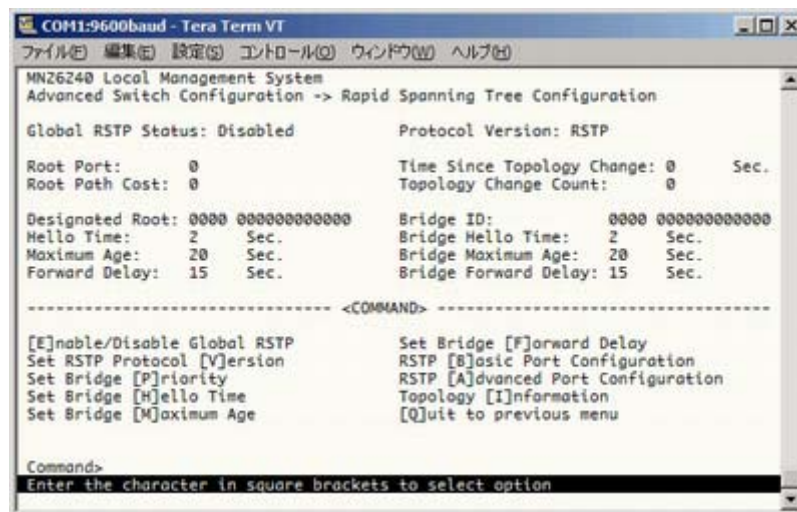 COM1:9600baud - Tera Term VT
ファイル(F) 編集(E) 設定(S) コントロール(O) ウィンドウ(W) ヘルプ(H)
MN26240 Local Management System
Advanced Switch Configuration -> Rapid Spanning Tree Configuration
Global RSTP Status: Disabled Protocol Version: RSTP
Root Port: 0 Time Since Topology Change: 0 Sec.
Root Path Cost: 0 Topology Change Count: 0
Designated Root: 0000 000000000000 Bridge ID: 0000 000000000000
Hello Time: 2 Sec. Bridge Hello Time: 2 Sec.
Maximum Age: 20 Sec. Bridge Maximum Age: 20 Sec.
Forward Delay: 15 Sec. Bridge Forward Delay: 15 Sec.
--------------------------------- <COMMAND> ------------------------------------
[E]nable/Disable Global RSTP Set Bridge [F]orward Delay
Set RSTP Protocol [V]ersion RSTP [B]asic Port Configuration
Set Bridge [P]riority RSTP [A]dvanced Port Configuration
Set Bridge [H]ello Time Topology [I]nformation
Set Bridge [M]aximum Age [Q]uit to previous menu
Command>
Enter the character in square brackets to select option